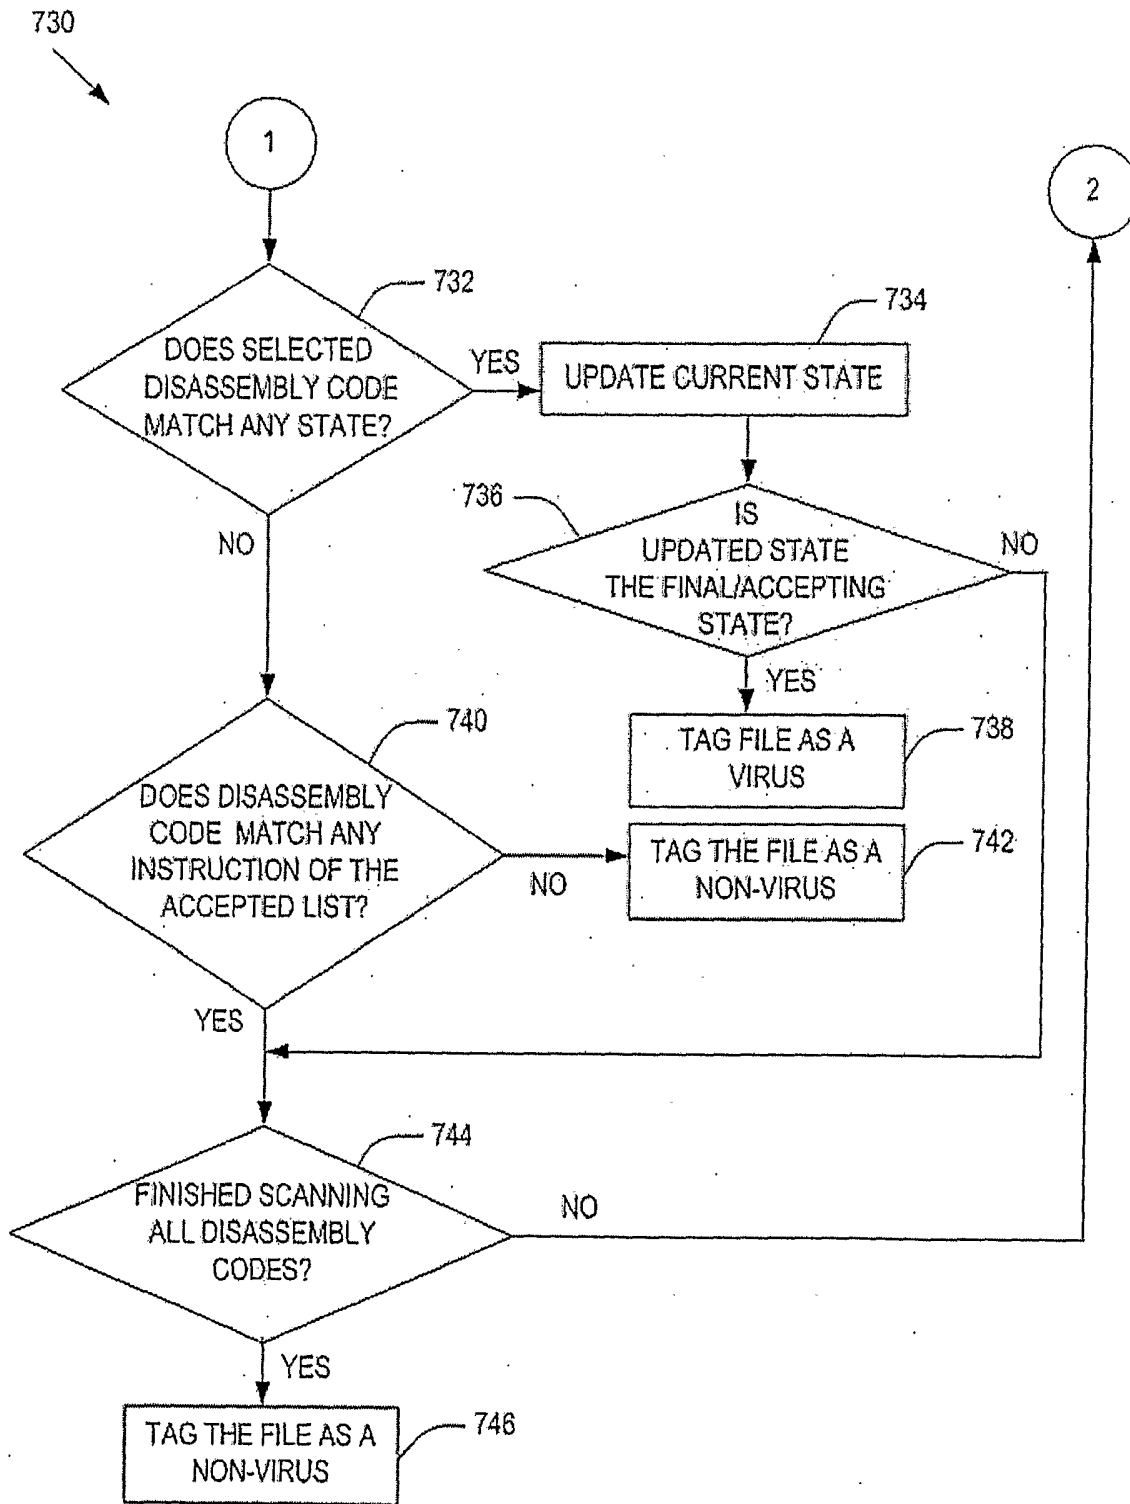 730
1
2
732
DOES SELECTED
DISASSEMBLY CODE
MATCH ANY STATE?
YES
734
UPDATE CURRENT STATE
NO
736
IS
UPDATED STATE
THE FINAL/ACCEPTING
STATE?
NO
YES
738
TAG FILE AS A
VIRUS
740
DOES DISASSEMBLY
CODE MATCH ANY
INSTRUCTION OF THE
ACCEPTED LIST?
NO
742
TAG THE FILE AS A
NON-VIRUS
YES
744
FINISHED SCANNING
ALL DISASSEMBLY
CODES?
NO
YES
746
TAG THE FILE AS A
NON-VIRUS